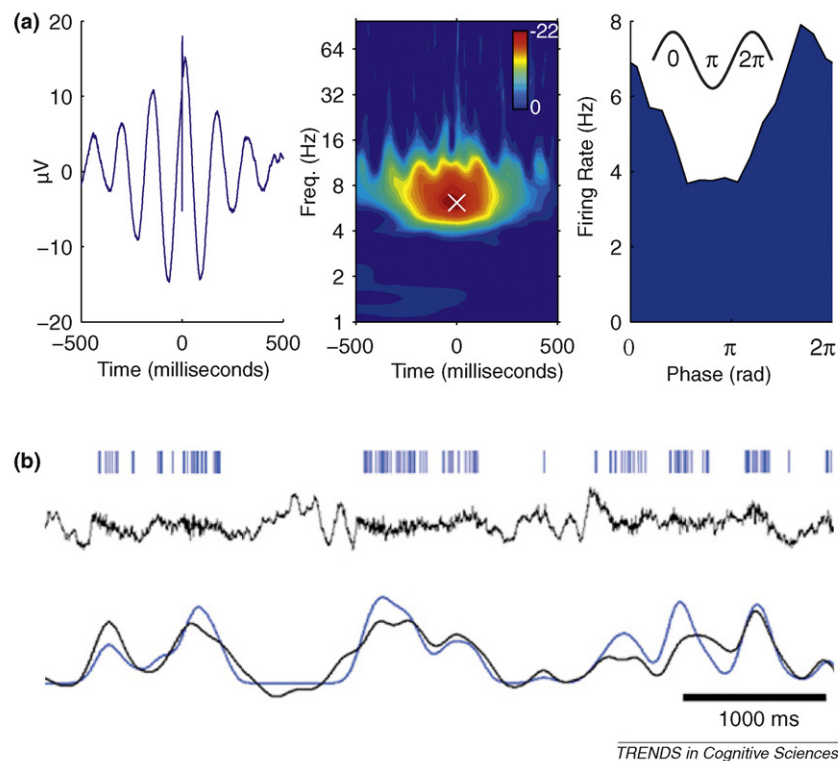 (a)
20
10
0
−10
−20
μV
−500
0
500
Time (milliseconds)
64
32
16
8
4
2
1
Freq. (Hz)
-22
0
−500
0
500
Time (milliseconds)
8
6
4
2
0
Firing Rate (Hz)
0
π
2π
0
π
2π
Phase (rad)
(b)
1000 ms
TRENDS in Cognitive Sciences